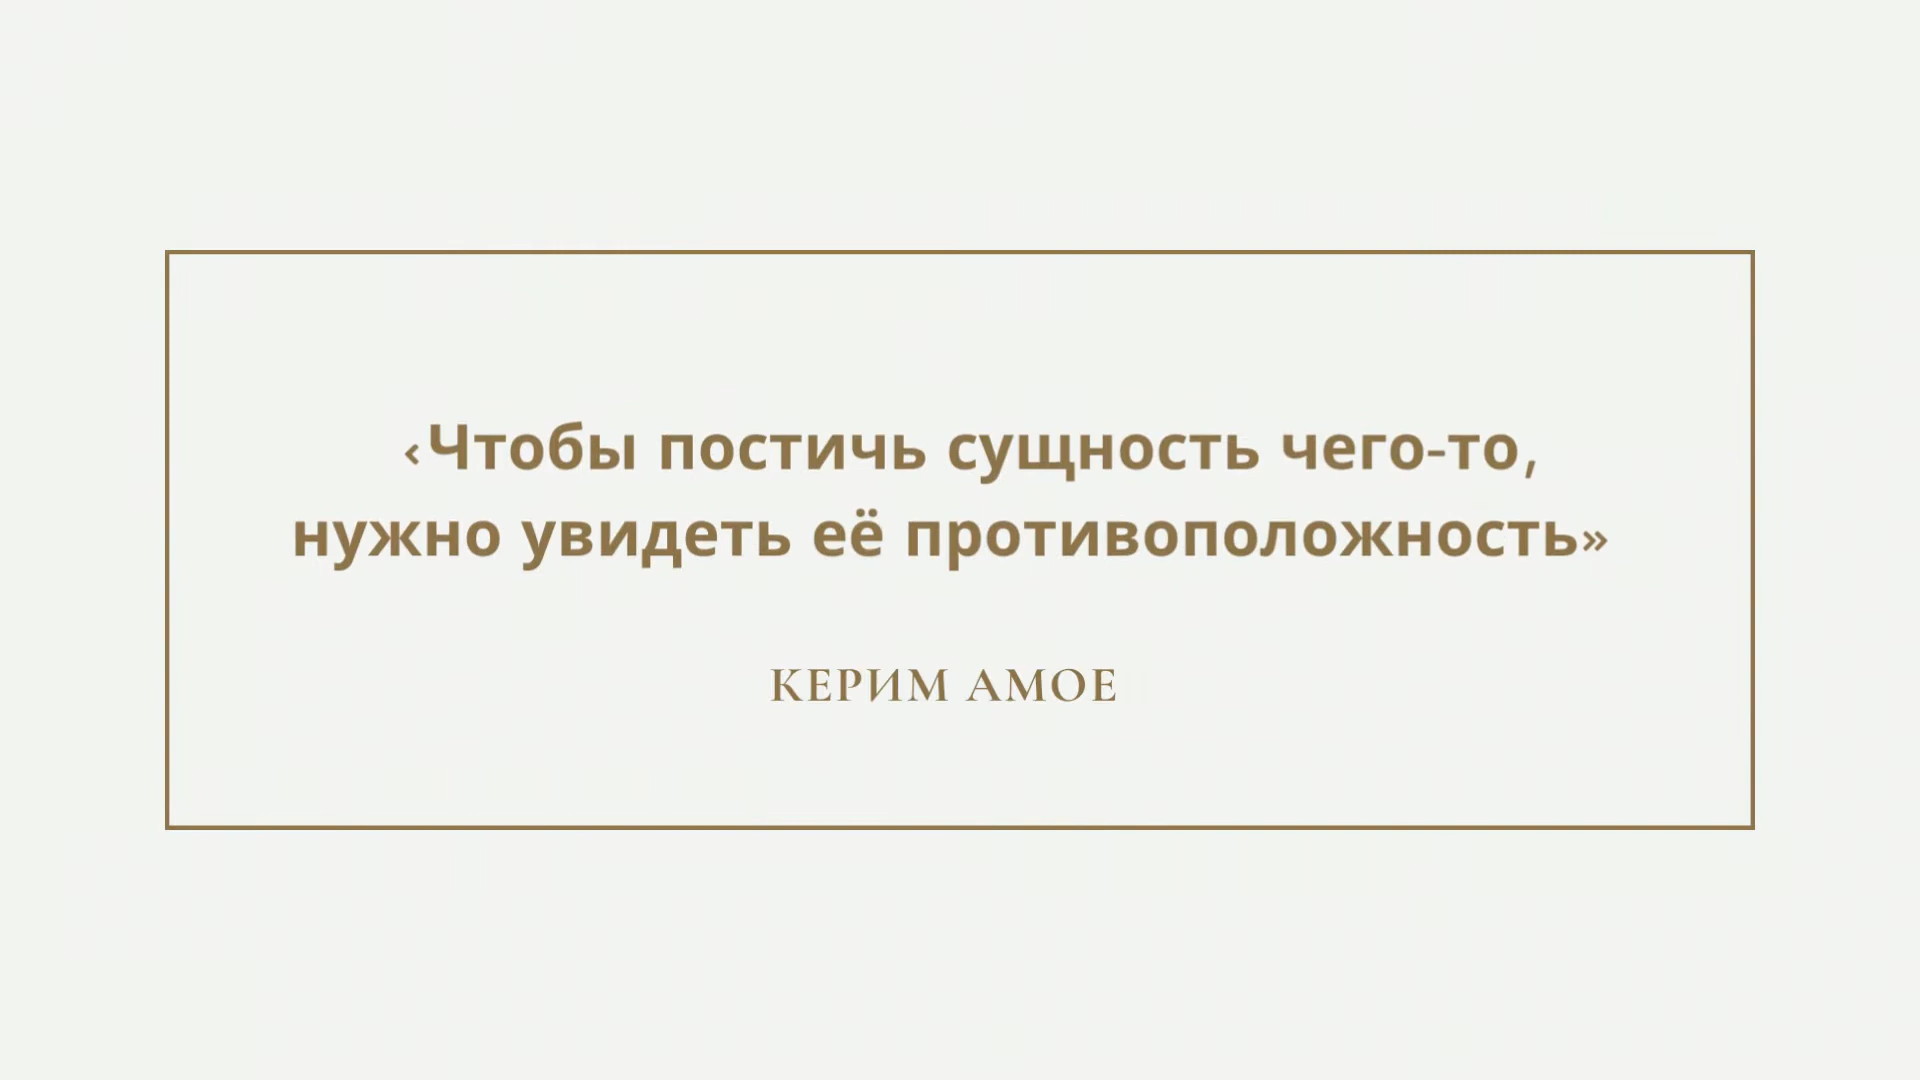 ‹Чтобы постичь сущность чего-то,
нужно увидеть её противоположность»
КЕРИМ АМОЕ